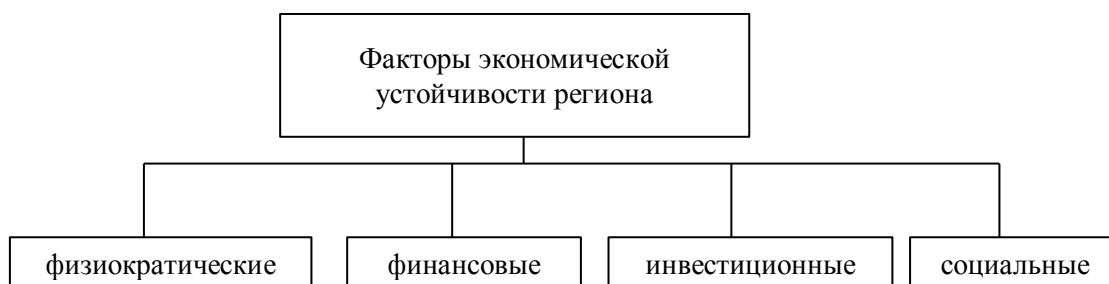 Факторы экономической
устойчивости региона
физиократические
финансовые
инвестиционные
социальные